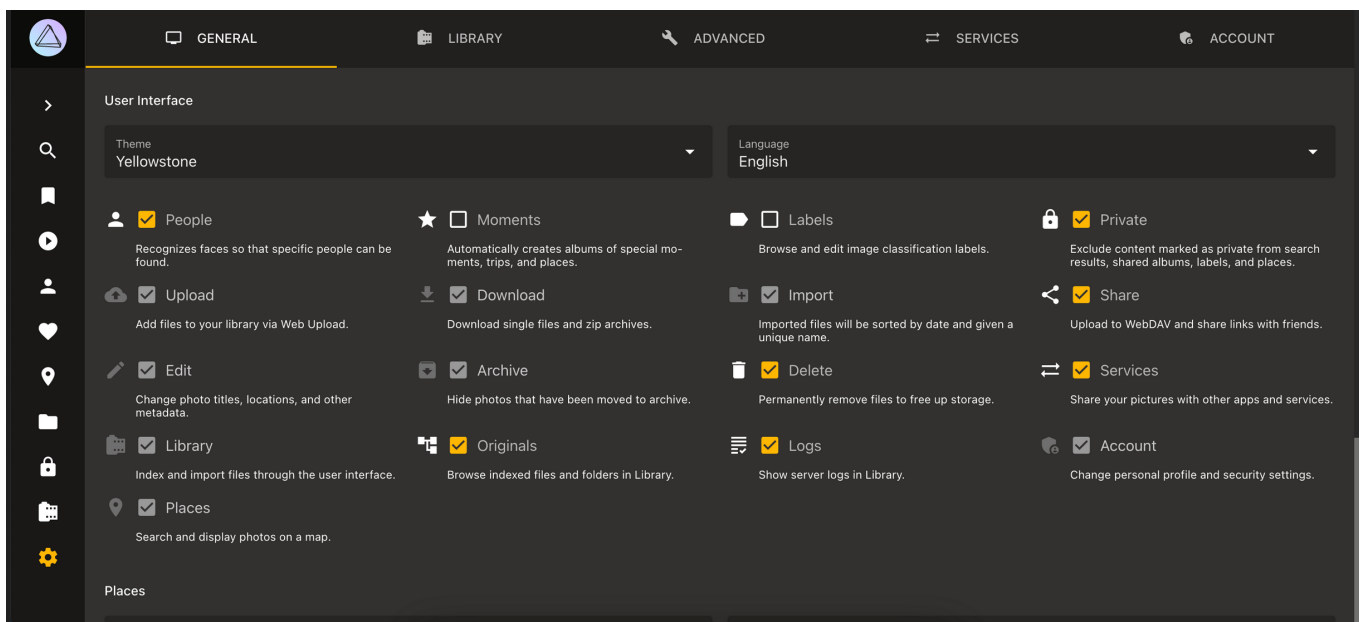 GENERAL
LIBRARY
ADVANCED
SERVICES
ACCOUNT
User Interface
Theme
Yellowstone
Language
English
People
Recognizes faces so that specific people can be
found.
Moments
Automatically creates albums of special mo-
ments, trips, and places.
Labels
Browse and edit image classification labels.
Private
Exclude content marked as private from search
results, shared albums, labels, and places.
Upload
Add files to your library via Web Upload.
Download
Download single files and zip archives.
Import
Imported files will be sorted by date and given a
unique name.
Share
Upload to WebDAV and share links with friends.
Edit
Change photo titles, locations, and other
metadata.
Archive
Hide photos that have been moved to archive.
Delete
Permanently remove files to free up storage.
Services
Share your pictures with other apps and services.
Library
Index and import files through the user interface.
Originals
Browse indexed files and folders in Library.
Logs
Show server logs in Library.
Account
Change personal profile and security settings.
Places
Search and display photos on a map.
Places